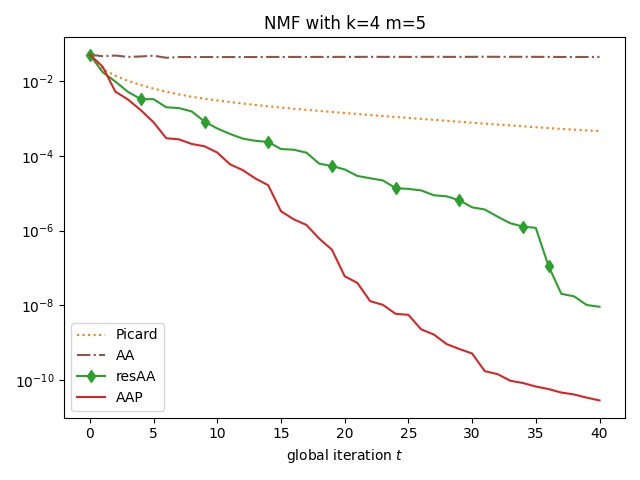 NMF with k=4 m=5
10⁻²
10⁻⁴
10⁻⁶
10⁻⁸
10⁻¹⁰
Picard
AA
resAA
AAP
0 5 10 15 20 25 30 35 40
global iteration t